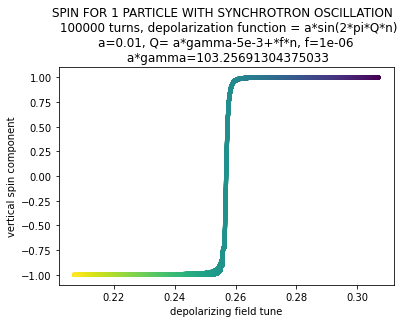 SPIN FOR 1 PARTICLE WITH SYNCHROTRON OSCILLATION
100000 turns, depolarization function = a*sin(2*pi*Q*n)
a=0.01, Q= a*gamma-5e-3+*f*n, f=1e-06
a*gamma=103.25691304375033
1.00
0.75
0.50
0.25
0.00
−0.25
−0.50
−0.75
−1.00
vertical spin component
0.22 0.24 0.26 0.28 0.30
depolarizing field tune